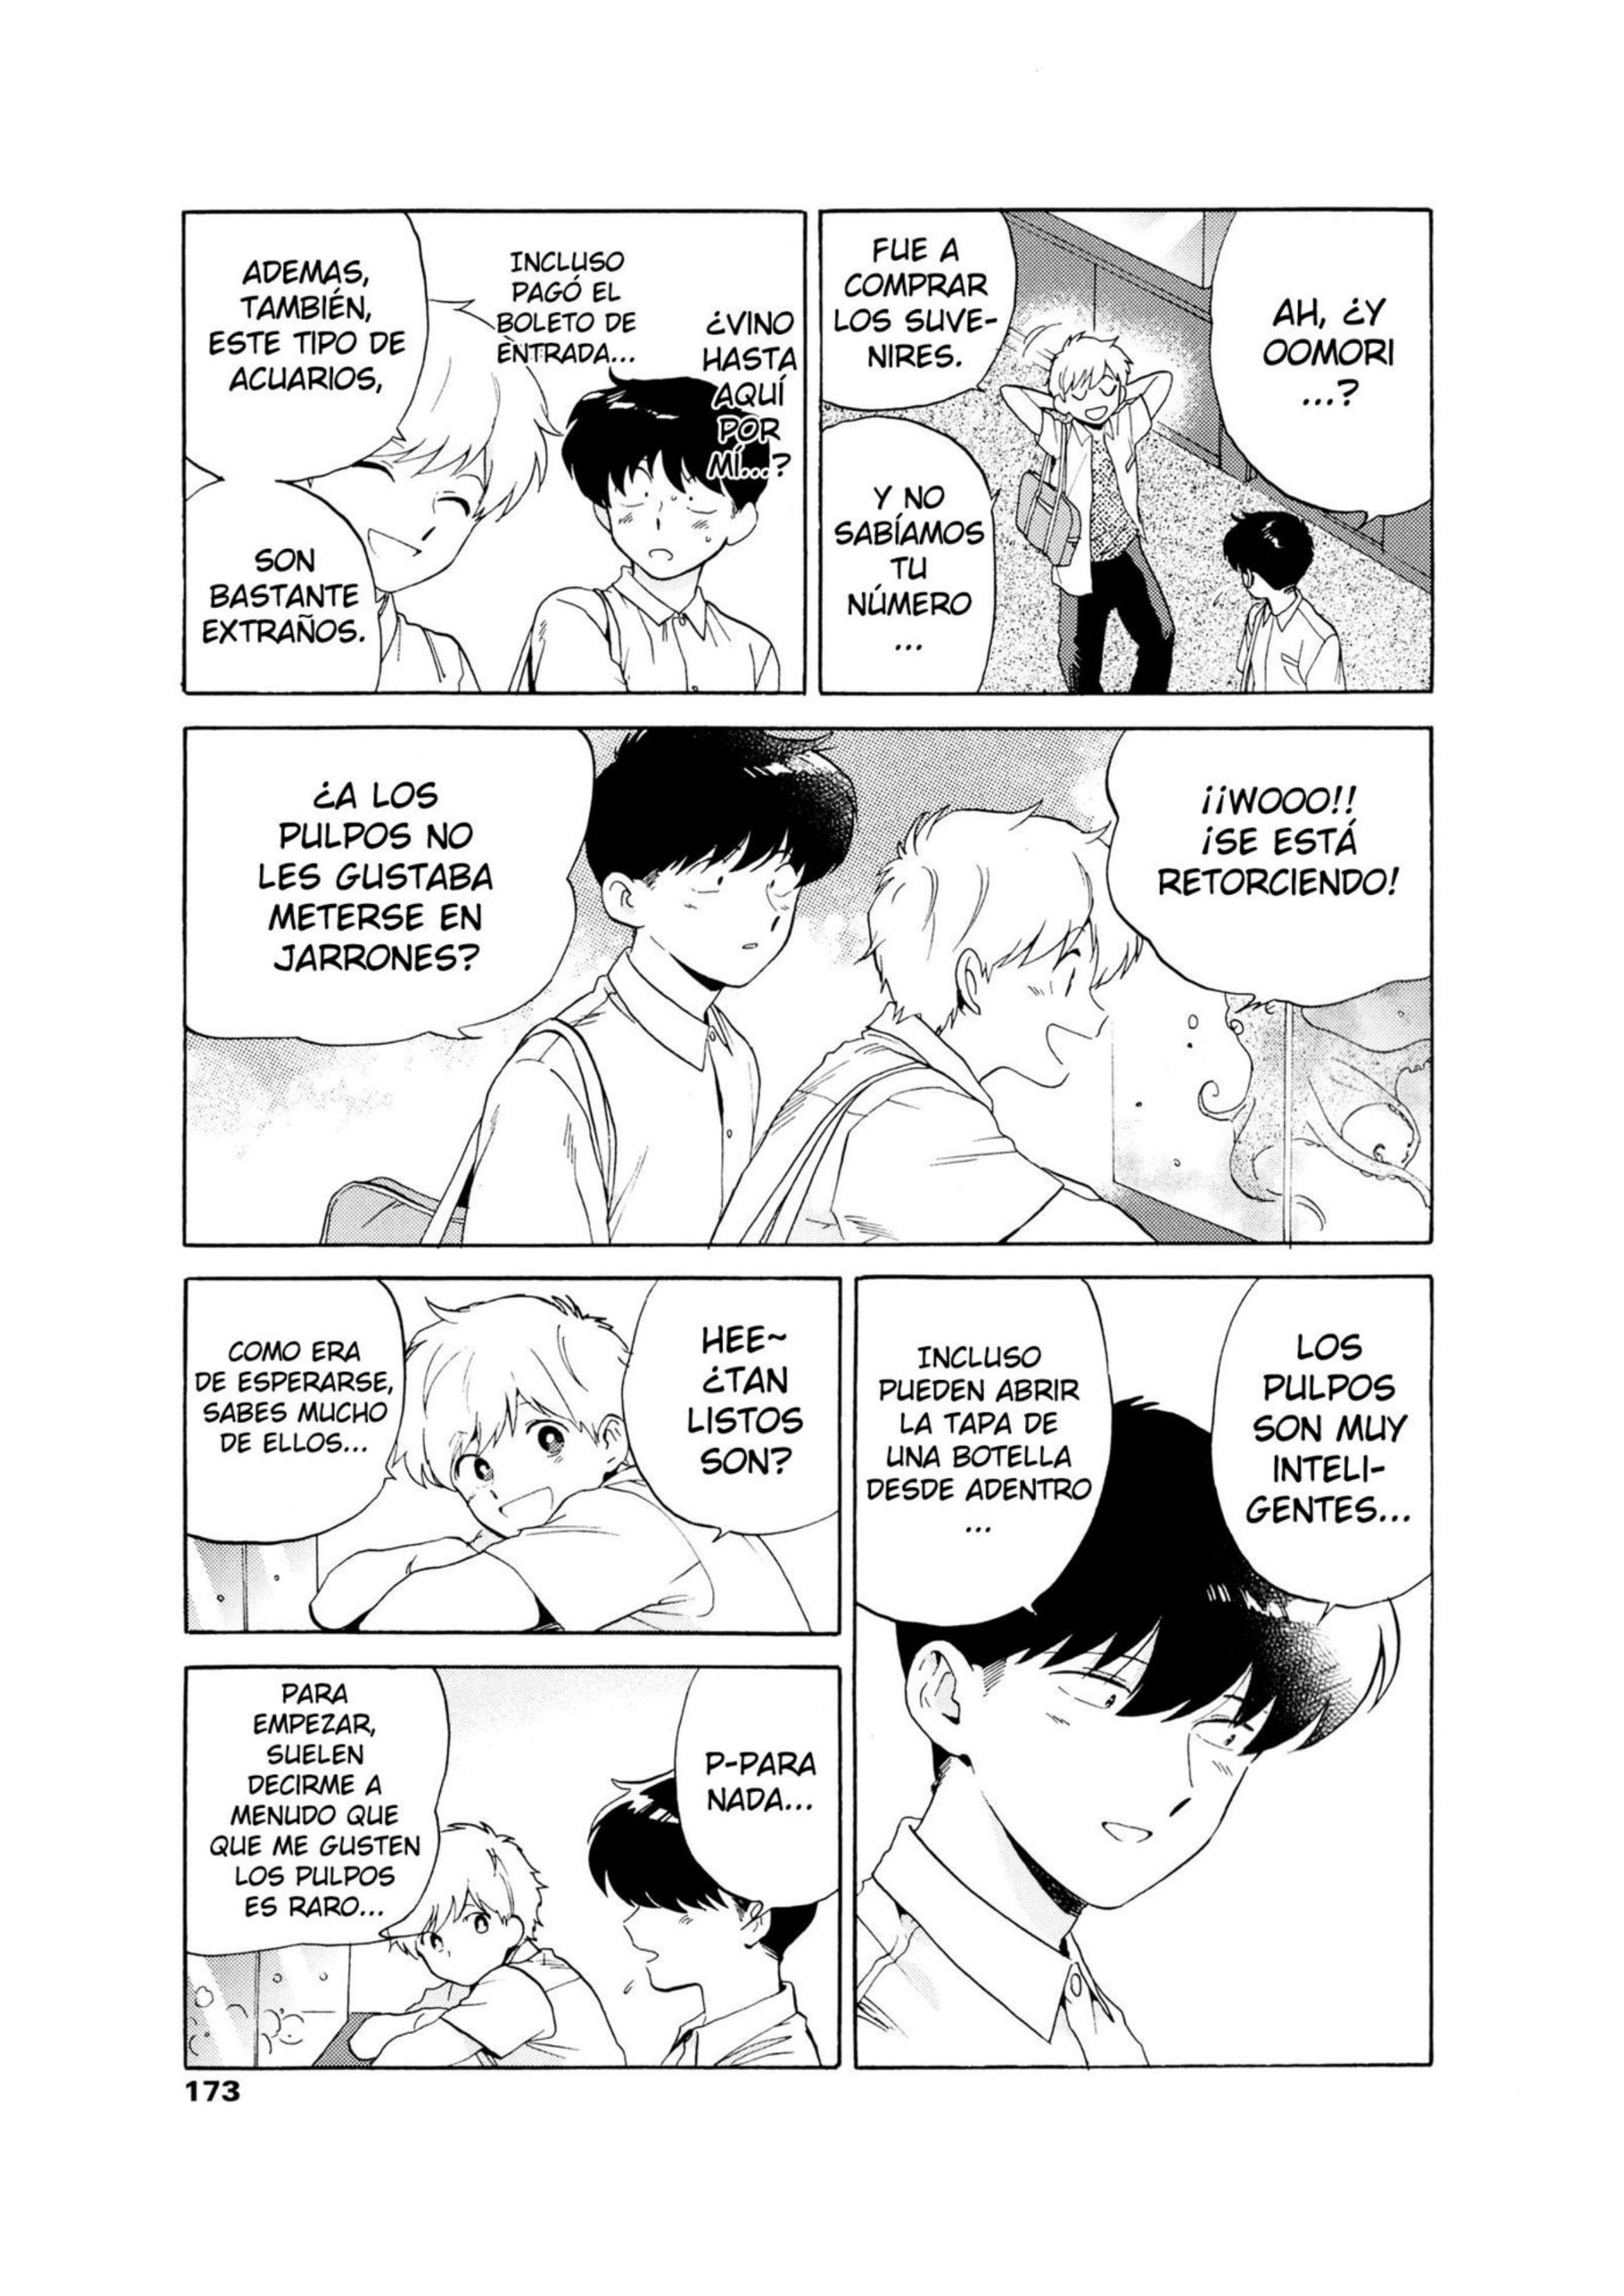 AH, ¿Y
OOMORI
...?
FUE A
COMPRAR
LOS SUVE-
NIRES.
Y NO
SABÍAMOS
TU
NÚMERO
...
¿VINO
HASTA
AQUÍ
POR
MÍ...?
INCLUSO
PAGÓ EL
BOLETO DE
ENTRADA...
ADEMAS,
TAMBIÉN,
ESTE TIPO DE
ACUARIOS,
SON
BASTANTE
EXTRAÑOS.
¡¡WOOO!!
¡SE ESTÁ
RETORCIENDO!
¿A LOS
PULPOS NO
LES GUSTABA
METERSE EN
JARRONES?
LOS
PULPOS
SON MUY
INTELI-
GENTES...
INCLUSO
PUEDEN ABRIR
LA TAPA DE
UNA BOTELLA
DESDE ADENTRO
...
HEE~
¿TAN
LISTOS
SON?
COMO ERA
DE ESPERARSE,
SABES MUCHO
DE ELLOS...
P-PARA
NADA...
PARA
EMPEZAR,
SUELEN
DECIRME A
MENUDO QUE
QUE ME GUSTEN
LOS PULPOS
ES RARO...
173